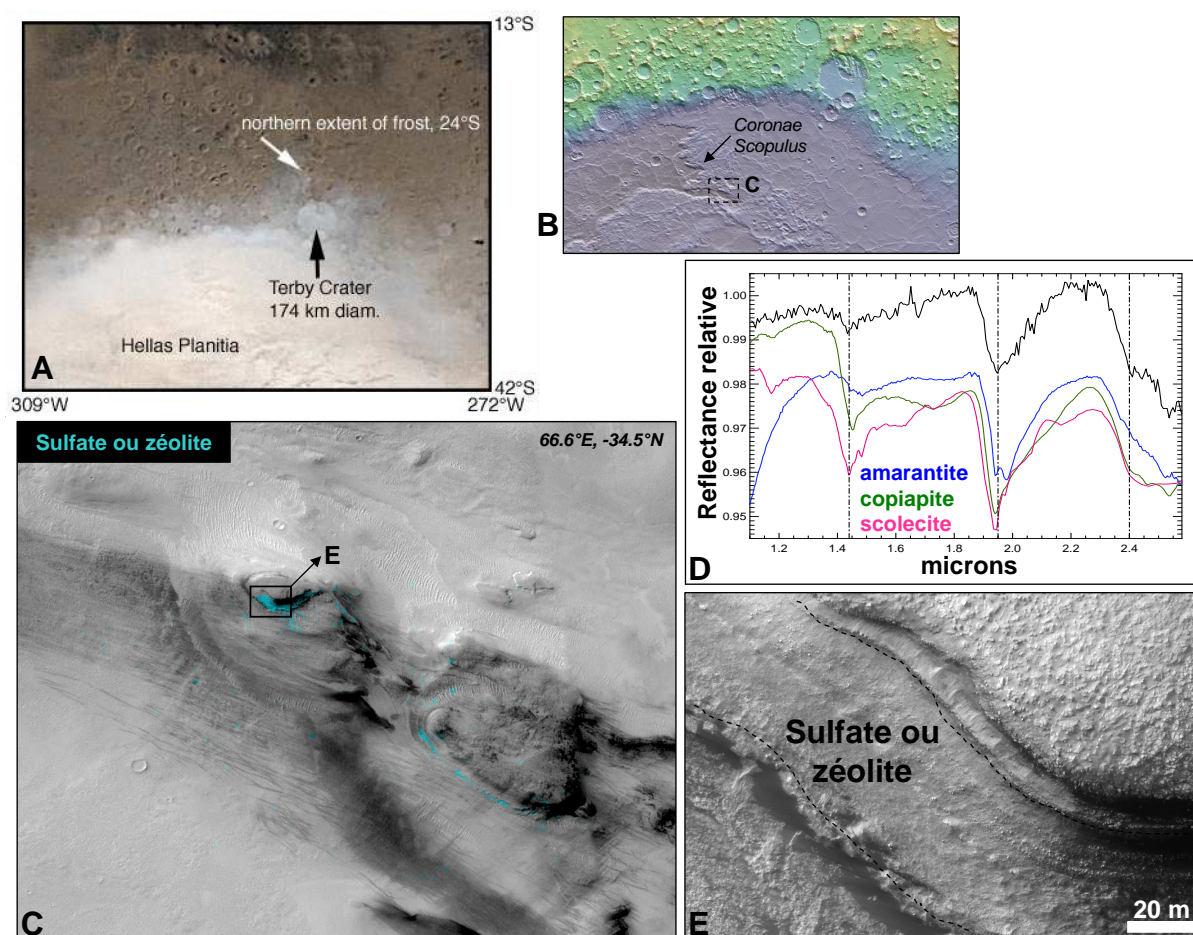 13°S
northern extent of frost, 24°S
Terby Crater
174 km diam.
Hellas Planitia
A
42°S
309°W
272°W
Coronae
Scopulus
C
B
Sulfate ou zéolite
66.6°E, -34.5°N
E
C
Reflectance relative
1.00
0.99
0.98
0.97
0.96
0.95
amarantite
copiapite
scolecite
1.2
1.4
1.6
1.8
2.0
2.2
2.4
D
microns
Sulfate ou
zéolite
20 m
E